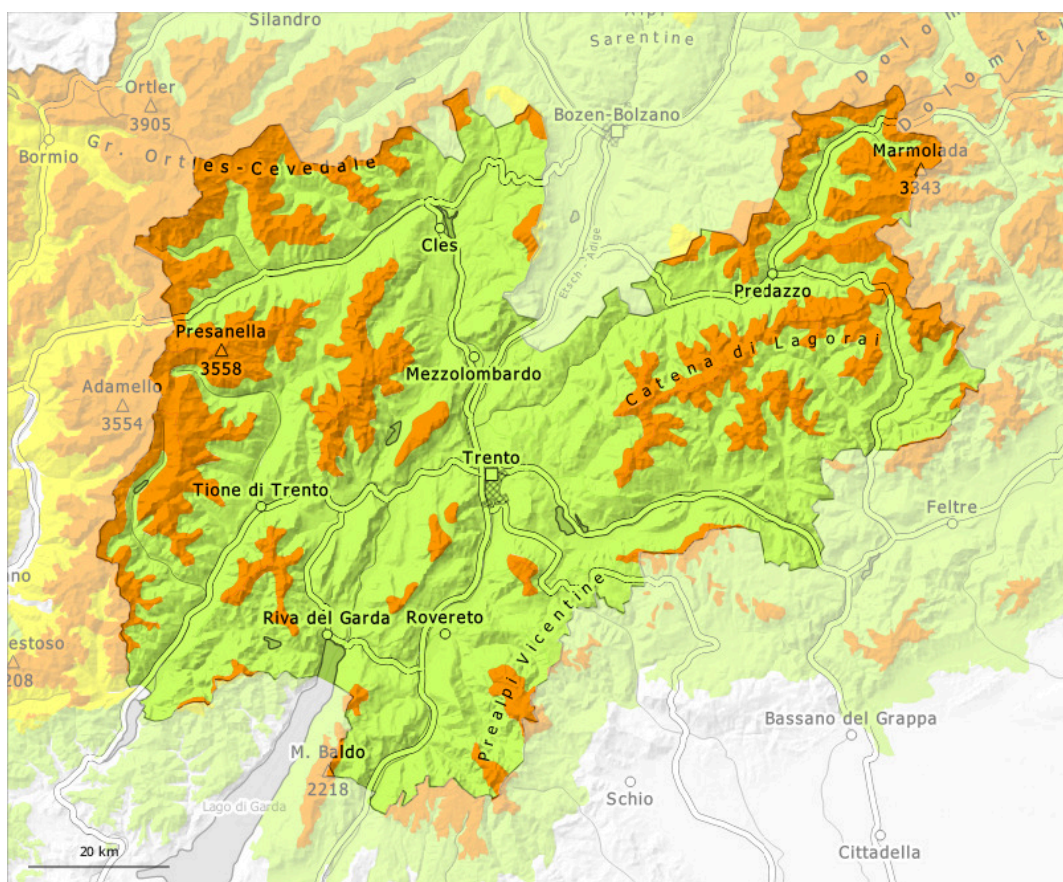 Silandro
Sarentine
Ortler
3905
Bormio
Gr. Ortles-Cevedale
Bozen-Bolzano
Dolomiti
Marmolada
3343
Cles
Etsch - Adige
Predazzo
Presanella
3558
Adamello
3554
Mezzolombardo
Catena di Lagorai
Trento
Tione di Trento
Feltre
Riva del Garda
Rovereto
Prealpi Vicentine
Bassano del Grappa
M. Baldo
2218
Lago di Garda
Schio
Cittadella
20 km